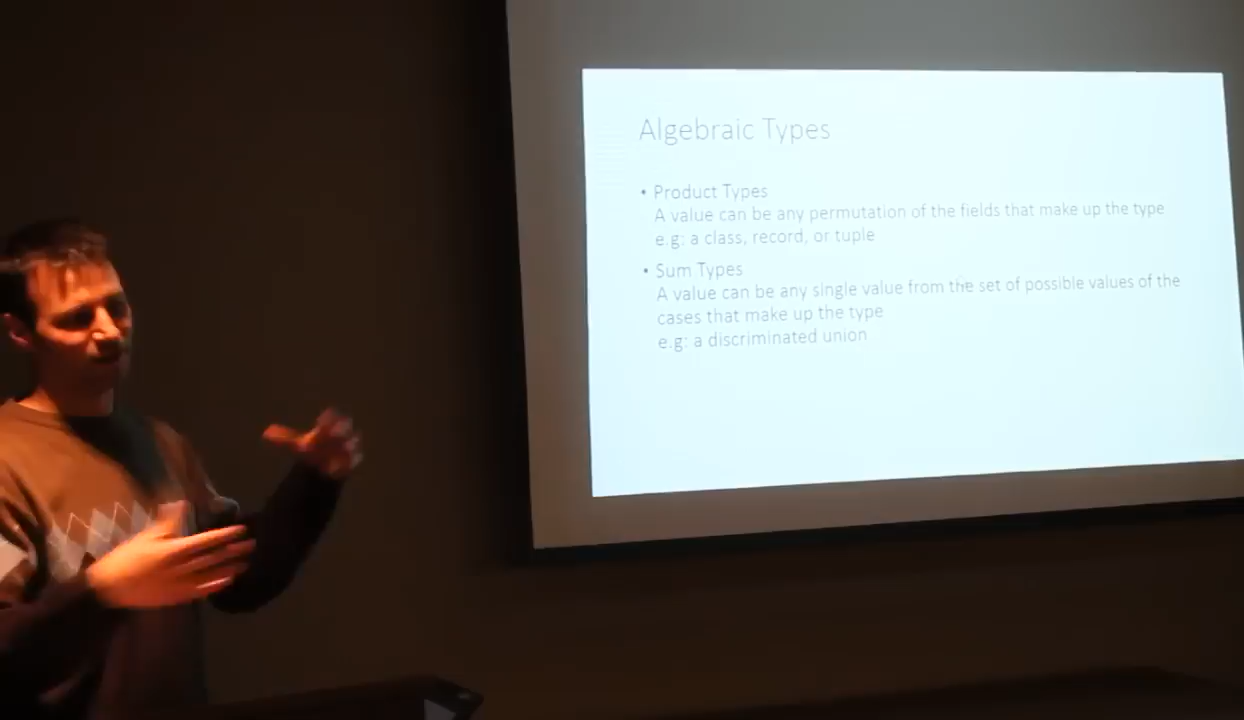 Algebraic Types
• Product Types
A value can be any permutation of the fields that make up the type
e.g: a class, record, or tuple
• Sum Types
A value can be any single value from the set of possible values of the
cases that make up the type
e.g: a discriminated union